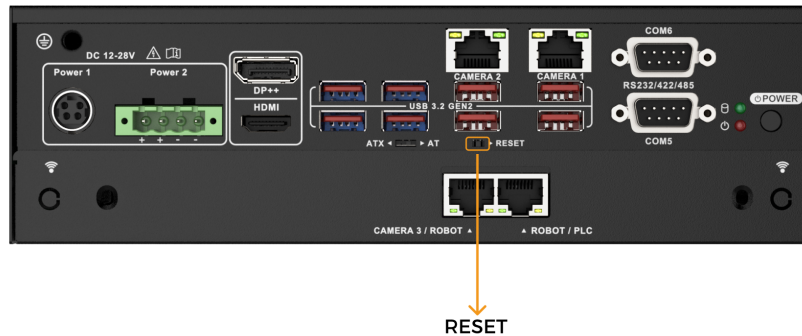 COM6
DC 12-28V
Power 1
Power 2
DP++
HDMI
CAMERA 2
CAMERA 1
RS232/422/485
USB 3.2 GEN2
POWER
+ + - -
ATX ◂ ▸ AT
▸ RESET
COM5
CAMERA 3 / ROBOT ▲
▲ ROBOT / PLC
RESET